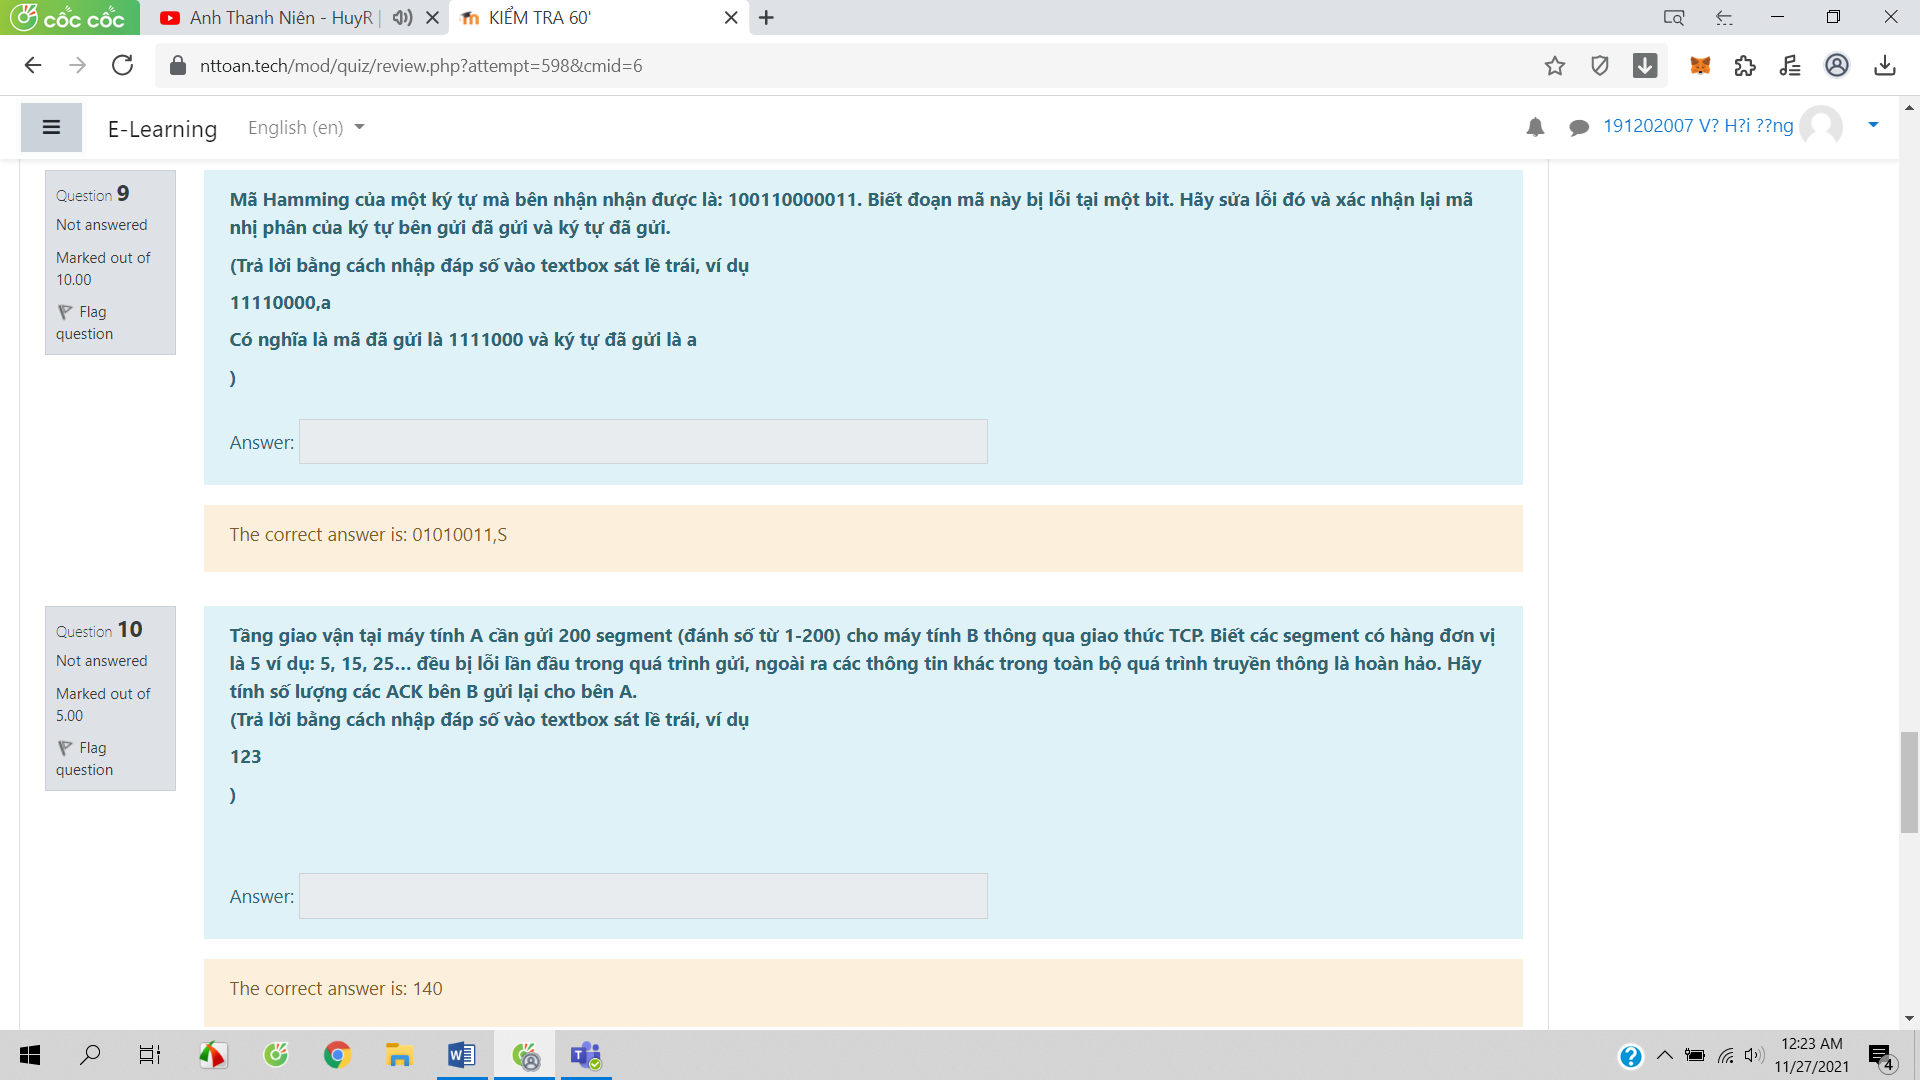 cốc cốc
Anh Thanh Niên - HuyR
KIỂM TRA 60'
nttoan.tech/mod/quiz/review.php?attempt=598&cmid=6
E-Learning
English (en)
191202007 V? H?i ??ng
Question 9
Not answered
Marked out of
10.00
Flag
question
Mã Hamming của một ký tự mà bên nhận nhận được là: 100110000011. Biết đoạn mã này bị lỗi tại một bit. Hãy sửa lỗi đó và xác nhận lại mã
nhị phân của ký tự bên gửi đã gửi và ký tự đã gửi.
(Trả lời bằng cách nhập đáp số vào textbox sát lề trái, ví dụ
11110000,a
Có nghĩa là mã đã gửi là 1111000 và ký tự đã gửi là a
)
Answer:
The correct answer is: 01010011,S
Question 10
Not answered
Marked out of
5.00
Flag
question
Tầng giao vận tại máy tính A cần gửi 200 segment (đánh số từ 1-200) cho máy tính B thông qua giao thức TCP. Biết các segment có hàng đơn vị
là 5 ví dụ: 5, 15, 25... đều bị lỗi lần đầu trong quá trình gửi, ngoài ra các thông tin khác trong toàn bộ quá trình truyền thông là hoàn hảo. Hãy
tính số lượng các ACK bên B gửi lại cho bên A.
(Trả lời bằng cách nhập đáp số vào textbox sát lề trái, ví dụ
123
)
Answer:
The correct answer is: 140
12:23 AM
11/27/2021
4